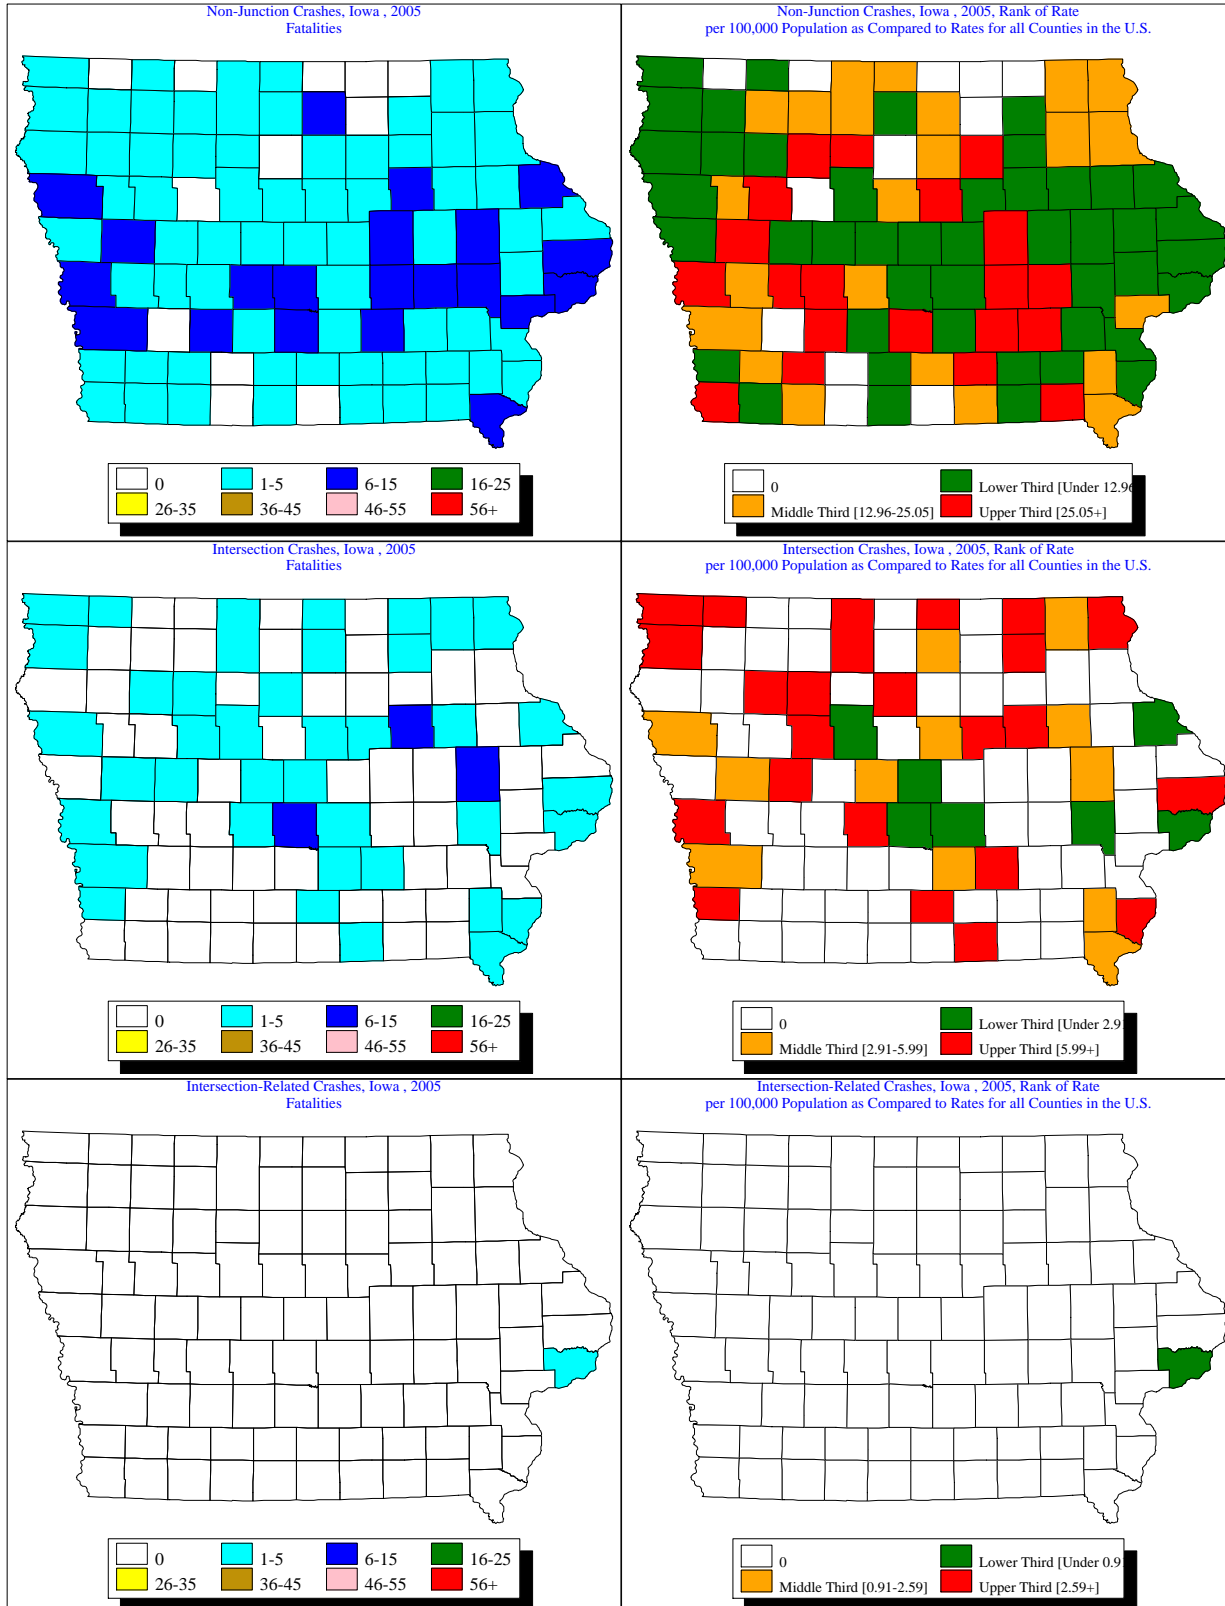 Non-Junction Crashes, Iowa , 2005
Fatalities
0
1-5
6-15
16-25
26-35
36-45
46-55
56+
Non-Junction Crashes, Iowa , 2005, Rank of Rate
per 100,000 Population as Compared to Rates for all Counties in the U.S.
0
Lower Third [Under 12.96
Middle Third [12.96-25.05]
Upper Third [25.05+]
Intersection Crashes, Iowa , 2005
Fatalities
0
1-5
6-15
16-25
26-35
36-45
46-55
56+
Intersection Crashes, Iowa , 2005, Rank of Rate
per 100,000 Population as Compared to Rates for all Counties in the U.S.
0
Lower Third [Under 2.91
Middle Third [2.91-5.99]
Upper Third [5.99+]
Intersection-Related Crashes, Iowa , 2005
Fatalities
0
1-5
6-15
16-25
26-35
36-45
46-55
56+
Intersection-Related Crashes, Iowa , 2005, Rank of Rate
per 100,000 Population as Compared to Rates for all Counties in the U.S.
0
Lower Third [Under 0.91
Middle Third [0.91-2.59]
Upper Third [2.59+]